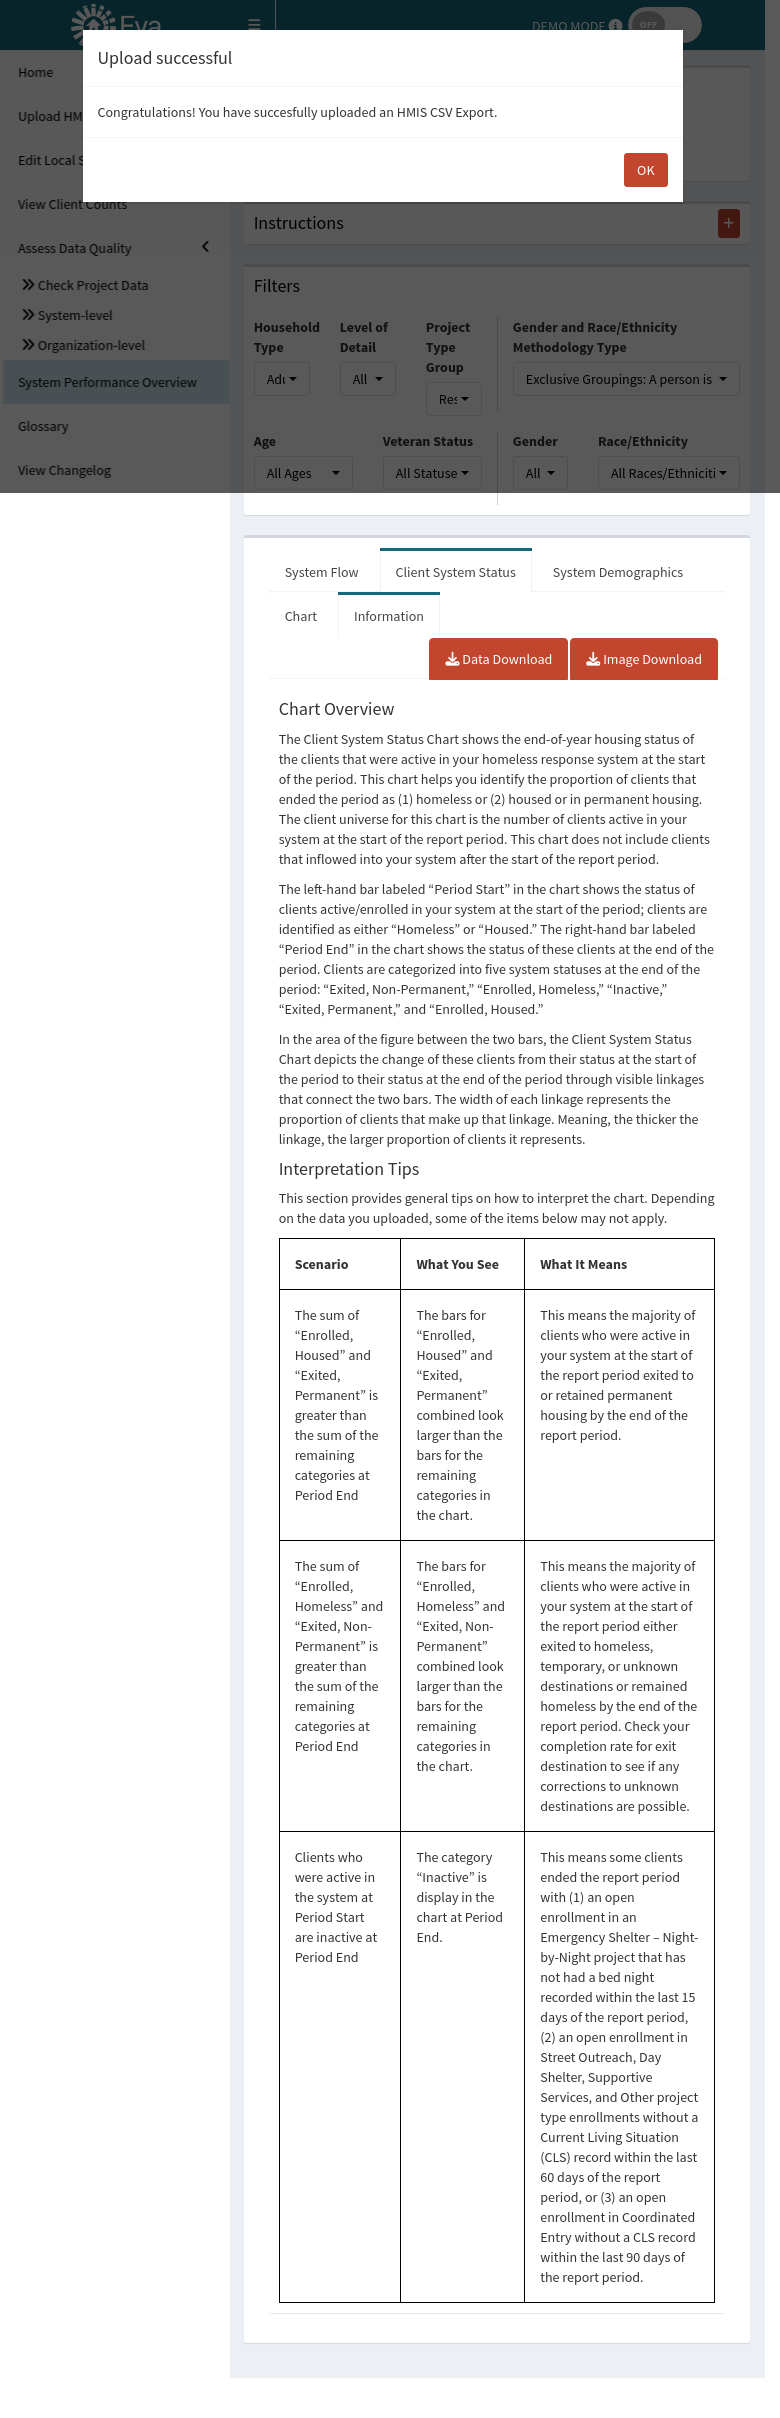 Eva
DEMO MODE
OFF
Upload successful
Congratulations! You have succesfully uploaded an HMIS CSV Export.
OK
Home
Upload HM
Edit Local S
View Client Counts
Assess Data Quality
Check Project Data
System-level
Organization-level
System Performance Overview
Glossary
View Changelog
Instructions
+
Filters
Household
Type
Level of
Detail
Project
Type
Group
Gender and Race/Ethnicity
Methodology Type
All
Exclusive Groupings: A person is
Age
Veteran Status
Gender
Race/Ethnicity
All Ages
All Statuse
All
All Races/Ethniciti
System Flow
Client System Status
System Demographics
Chart
Information
Data Download
Image Download
Chart Overview
The Client System Status Chart shows the end-of-year housing status of
the clients that were active in your homeless response system at the start
of the period. This chart helps you identify the proportion of clients that
ended the period as (1) homeless or (2) housed or in permanent housing.
The client universe for this chart is the number of clients active in your
system at the start of the report period. This chart does not include clients
that inflowed into your system after the start of the report period.
The left-hand bar labeled “Period Start” in the chart shows the status of
clients active/enrolled in your system at the start of the period; clients are
identified as either “Homeless” or “Housed.” The right-hand bar labeled
“Period End” in the chart shows the status of these clients at the end of the
period. Clients are categorized into five system statuses at the end of the
period: “Exited, Non-Permanent,” “Enrolled, Homeless,” “Inactive,”
“Exited, Permanent,” and “Enrolled, Housed.”
In the area of the figure between the two bars, the Client System Status
Chart depicts the change of these clients from their status at the start of
the period to their status at the end of the period through visible linkages
that connect the two bars. The width of each linkage represents the
proportion of clients that make up that linkage. Meaning, the thicker the
linkage, the larger proportion of clients it represents.
Interpretation Tips
This section provides general tips on how to interpret the chart. Depending
on the data you uploaded, some of the items below may not apply.
Scenario
What You See
What It Means
The sum of
“Enrolled,
Housed” and
“Exited,
Permanent” is
greater than
the sum of the
remaining
categories at
Period End
The bars for
“Enrolled,
Housed” and
“Exited,
Permanent”
combined look
larger than the
bars for the
remaining
categories in
the chart.
This means the majority of
clients who were active in
your system at the start of
the report period exited to
or retained permanent
housing by the end of the
report period.
The sum of
“Enrolled,
Homeless” and
“Exited, Non-
Permanent” is
greater than
the sum of the
remaining
categories at
Period End
The bars for
“Enrolled,
Homeless” and
“Exited, Non-
Permanent”
combined look
larger than the
bars for the
remaining
categories in
the chart.
This means the majority of
clients who were active in
your system at the start of
the report period either
exited to homeless,
temporary, or unknown
destinations or remained
homeless by the end of the
report period. Check your
completion rate for exit
destination to see if any
corrections to unknown
destinations are possible.
Clients who
were active in
the system at
Period Start
are inactive at
Period End
The category
“Inactive” is
display in the
chart at Period
End.
This means some clients
ended the report period
with (1) an open
enrollment in an
Emergency Shelter – Night-
by-Night project that has
not had a bed night
recorded within the last 15
days of the report period,
(2) an open enrollment in
Street Outreach, Day
Shelter, Supportive
Services, and Other project
type enrollments without a
Current Living Situation
(CLS) record within the last
60 days of the report
period, or (3) an open
enrollment in Coordinated
Entry without a CLS record
within the last 90 days of
the report period.